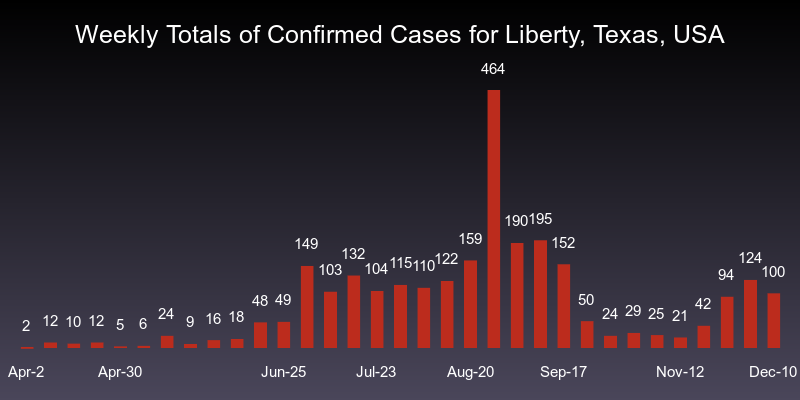 Weekly Totals of Confirmed Cases for Liberty, Texas, USA
2 12 10 12 5 6 24 9 16 18 48 49 149 103 132 104 115 110 122 159 464 190 195 152 50 24 29 25 21 42 94 124 100
Apr-2 Apr-30 Jun-25 Jul-23 Aug-20 Sep-17 Nov-12 Dec-10